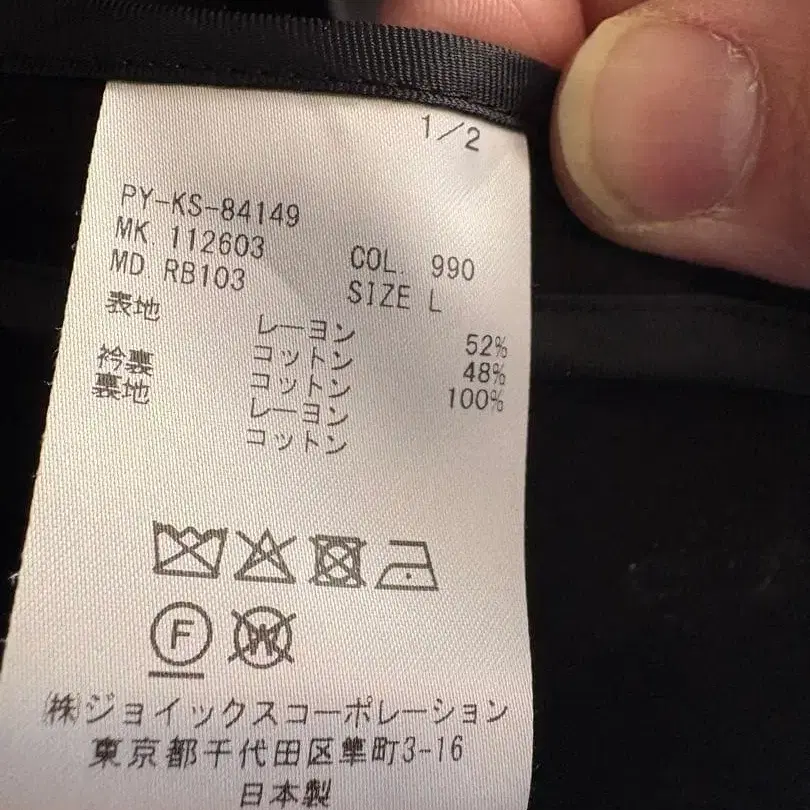 1/2
PY-KS-84149
MK 112603 COL. 990
MD RB103 SIZE L
表地 レーヨン 52%
コットン 48%
衿裏 コットン 100%
裏地 レーヨン
コットン
F
W
㈱ジョイックスコーポレーション
東京都千代田区隼町3-16
日本製